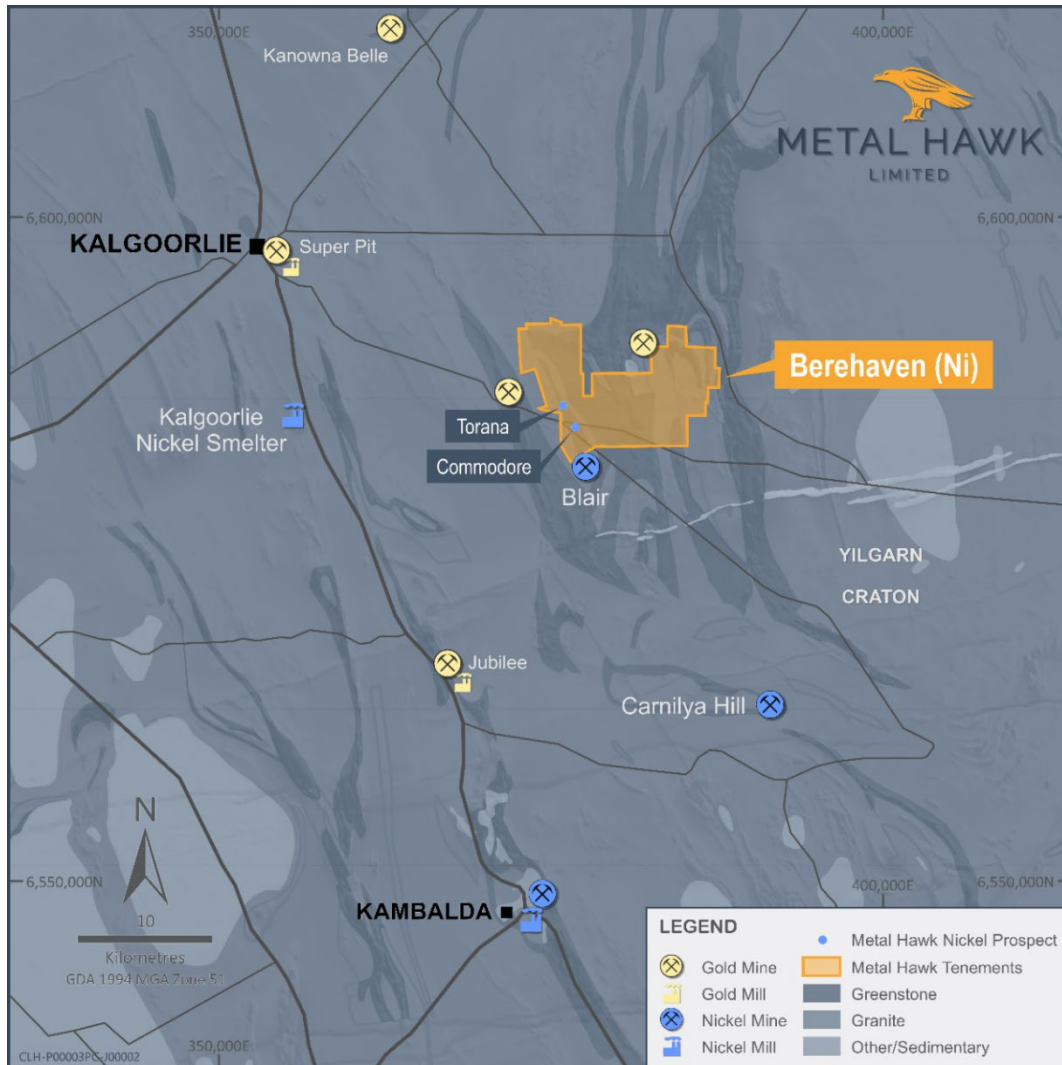 350,000E
400,000E
Kanowna Belle
METAL HAWK
LIMITED
6,600,000N
6,600,000N
KALGOORLIE
Super Pit
Berehaven (Ni)
Kalgoorlie
Nickel Smelter
Torana
Commodore
Blair
YILGARN
CRATON
Jubilee
Carnilya Hill
N
6,550,000N
400,000E
6,550,000N
KAMBALDA
10
Kilometres
GDA 1994 MGA Zone 51
350,000E
CLH-P00003PC-J00002
LEGEND
Gold Mine
Gold Mill
Nickel Mine
Nickel Mill
Metal Hawk Nickel Prospect
Metal Hawk Tenements
Greenstone
Granite
Other/Sedimentary